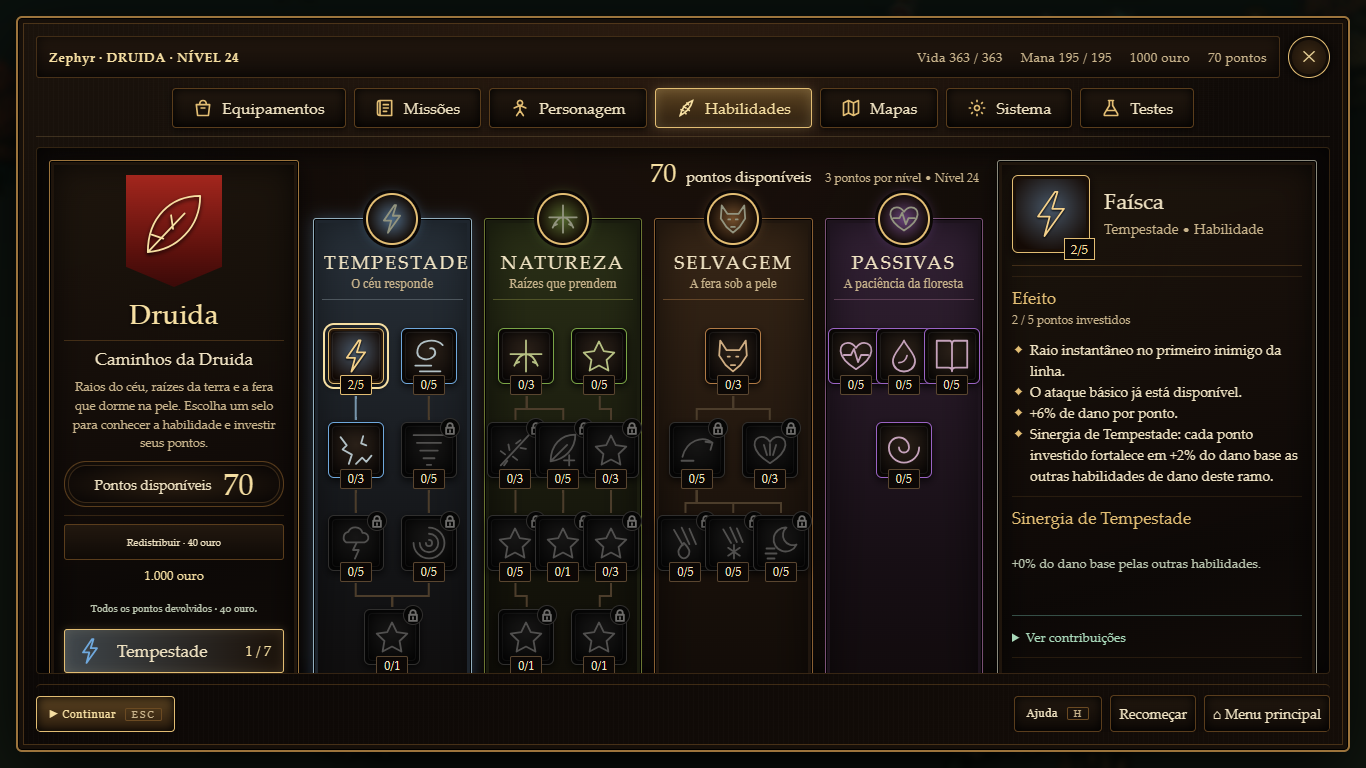 Zephyr · DRUIDA · NÍVEL 24
Vida 363 / 363 Mana 195 / 195 1000 ouro 70 pontos
Equipamentos Missões Personagem Habilidades Mapas Sistema Testes
Druida
Caminhos da Druida
Raios do céu, raízes da terra e a fera
que dorme na pele. Escolha um selo
para conhecer a habilidade e investir
seus pontos.
Pontos disponíveis 70
Redistribuir · 40 ouro
1.000 ouro
Todos os pontos devolvidos · 40 ouro.
Tempestade 1 / 7
70 pontos disponíveis 3 pontos por nível • Nível 24
TEMPESTADE
O céu responde
2/5 0/5
0/3 0/5
0/5 0/5
0/1
NATUREZA
Raízes que prendem
0/3 0/5
0/3 0/5 0/3
0/5 0/1 0/3
0/1 0/1
SELVAGEM
A fera sob a pele
0/3
0/5 0/3
0/5 0/5 0/5
PASSIVAS
A paciência da floresta
0/5 0/5 0/5
0/5
2/5
Faísca
Tempestade • Habilidade
Efeito
2 / 5 pontos investidos
Raio instantâneo no primeiro inimigo da
linha.
O ataque básico já está disponível.
+6% de dano por ponto.
Sinergia de Tempestade: cada ponto
investido fortalece em +2% do dano base as
outras habilidades de dano deste ramo.
Sinergia de Tempestade
+0% do dano base pelas outras habilidades.
▶ Ver contribuições
▶ Continuar ESC
Ajuda H Recomeçar ⌂ Menu principal